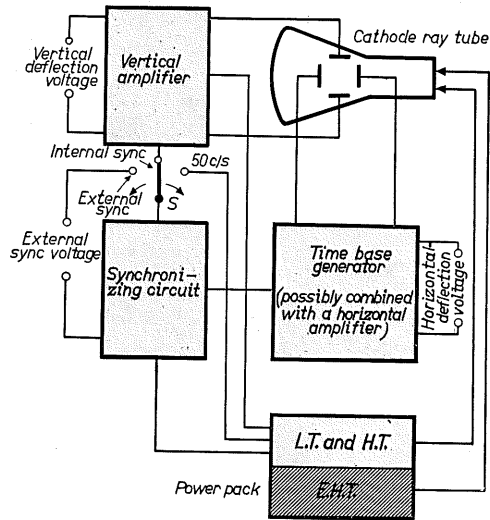 Vertical
deflection
voltage
Vertical
amplifier
Cathode ray tube
Internal sync
50 c/s
External
sync
S
External
sync voltage
Synchroni-
zing circuit
Time base
generator
(possibly combined
with a horizontal
amplifier)
Horizontal-
deflection
voltage
L.T. and H.T.
Power pack
E.H.T.